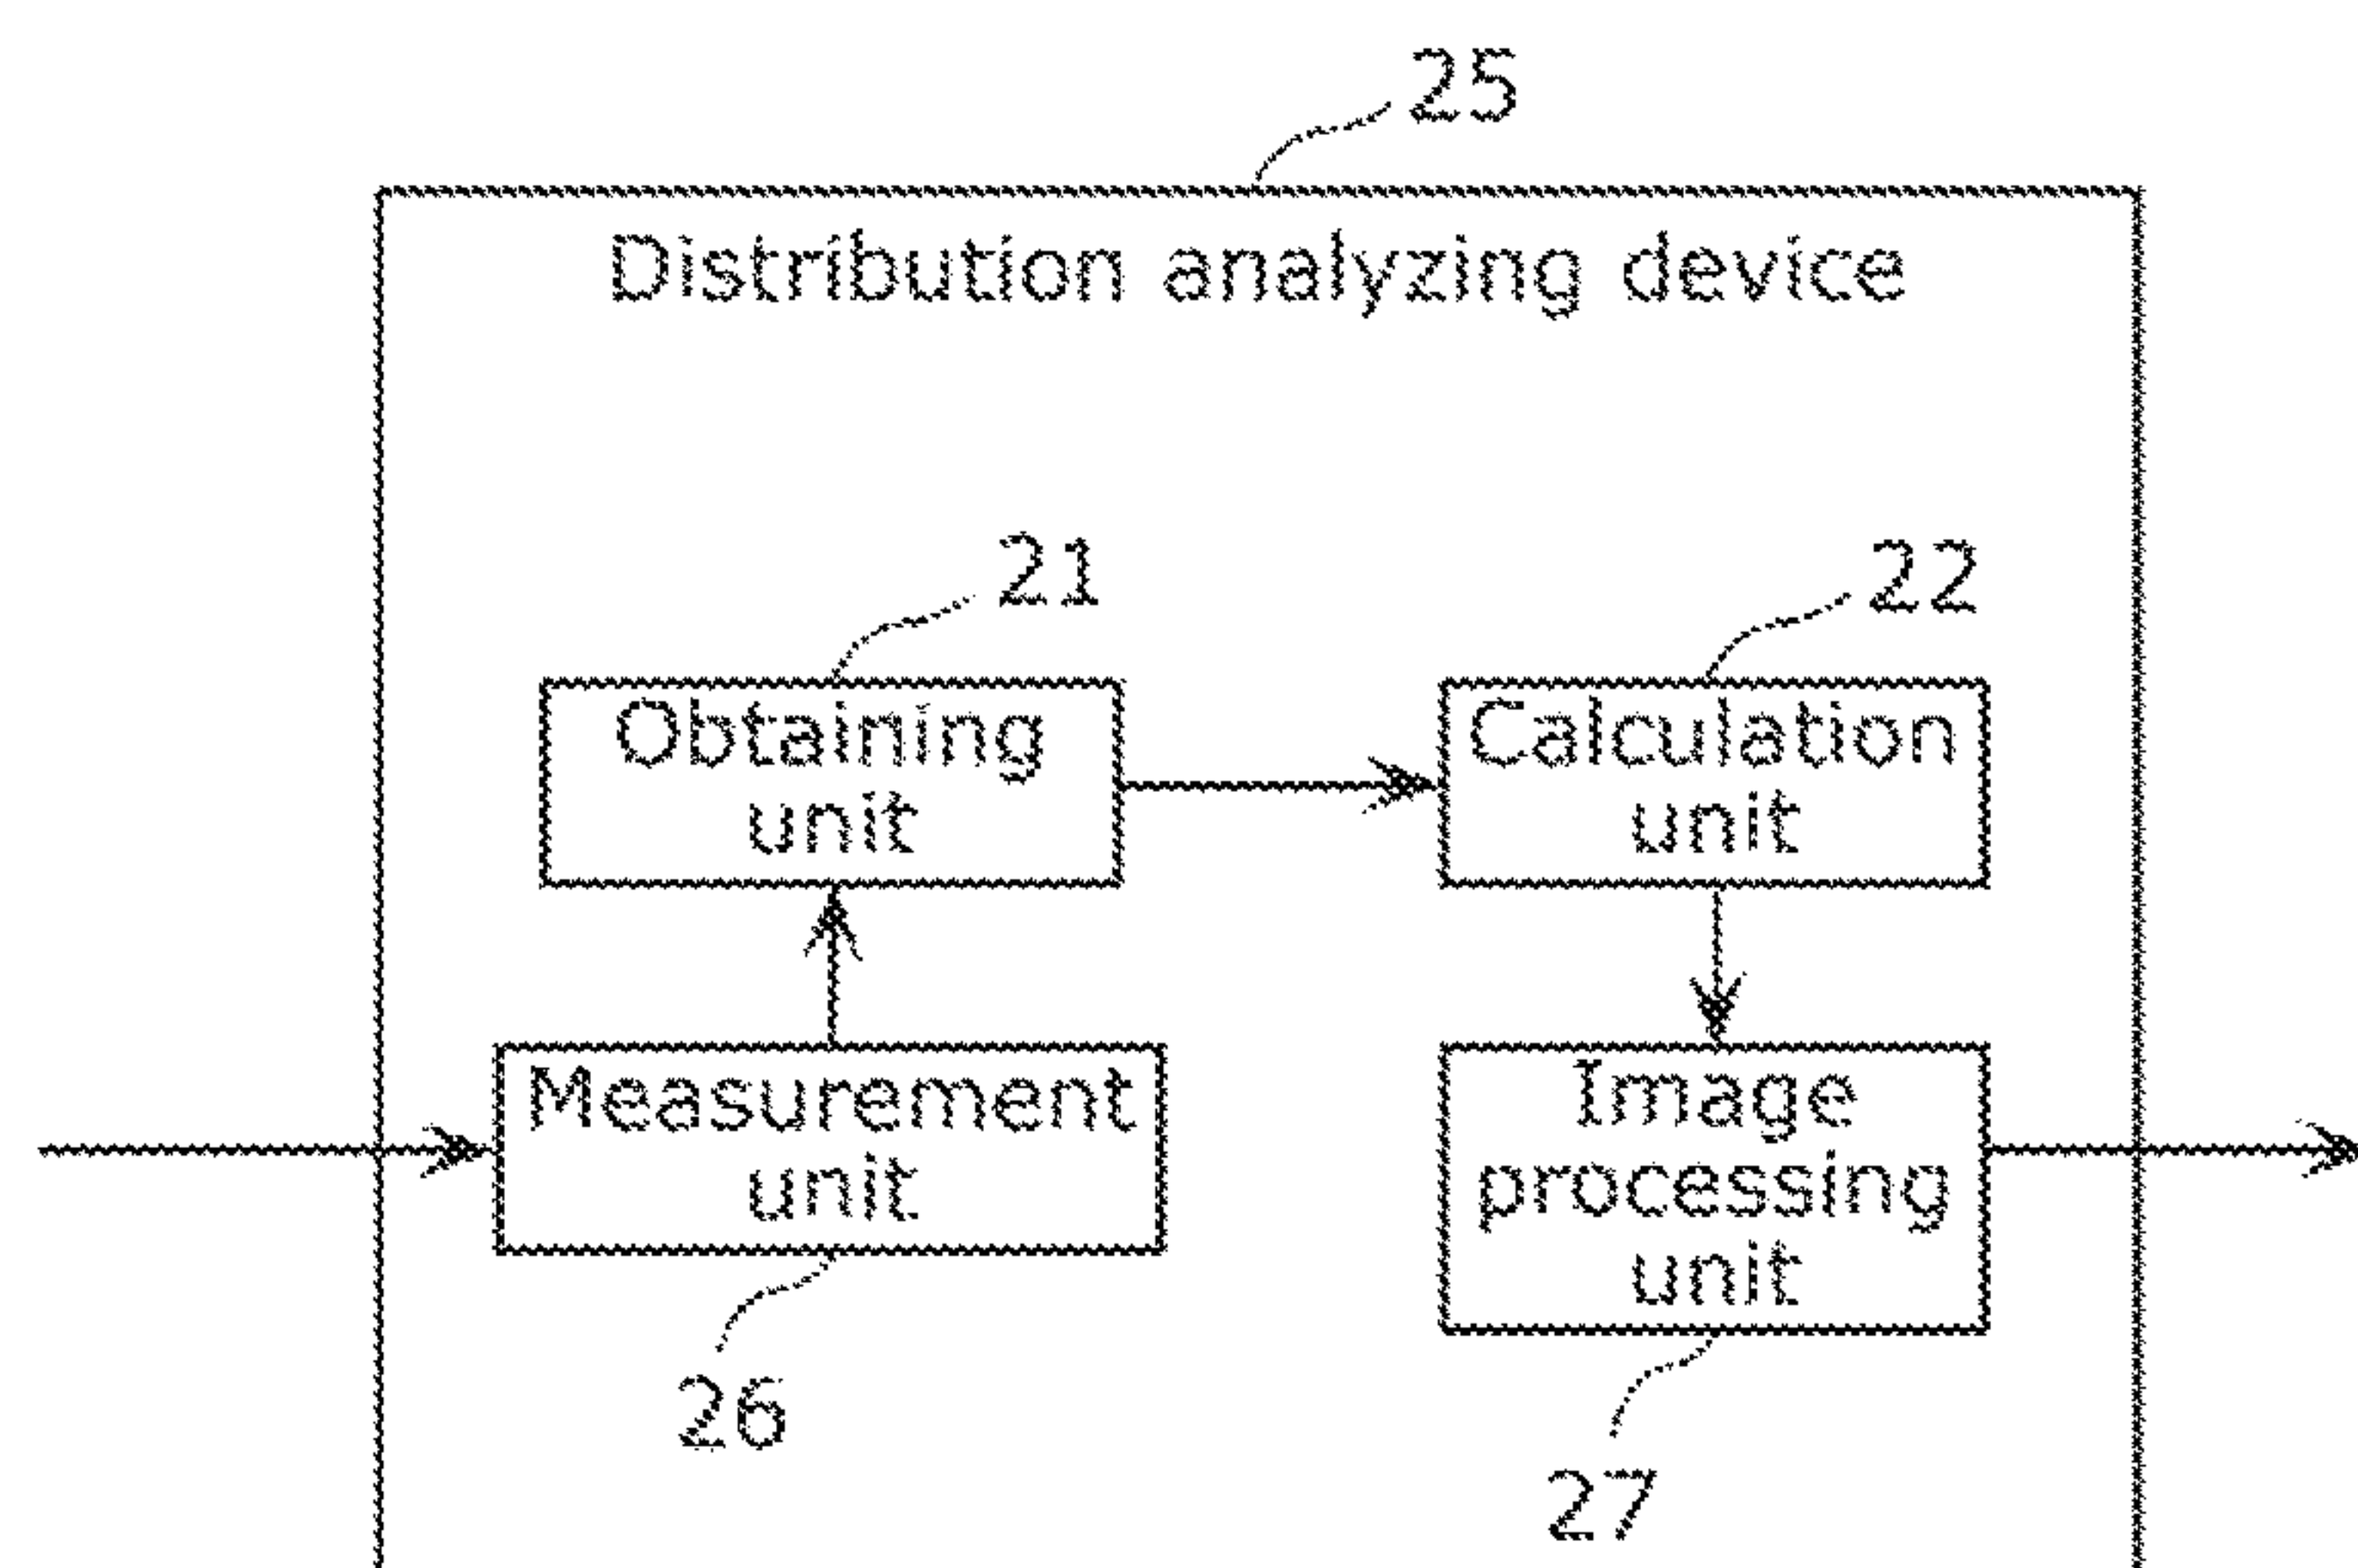 25
Distribution analyzing device
21
22
Obtaining
unit
Calculation
unit
Measurement
unit
Image
processing
unit
26
27